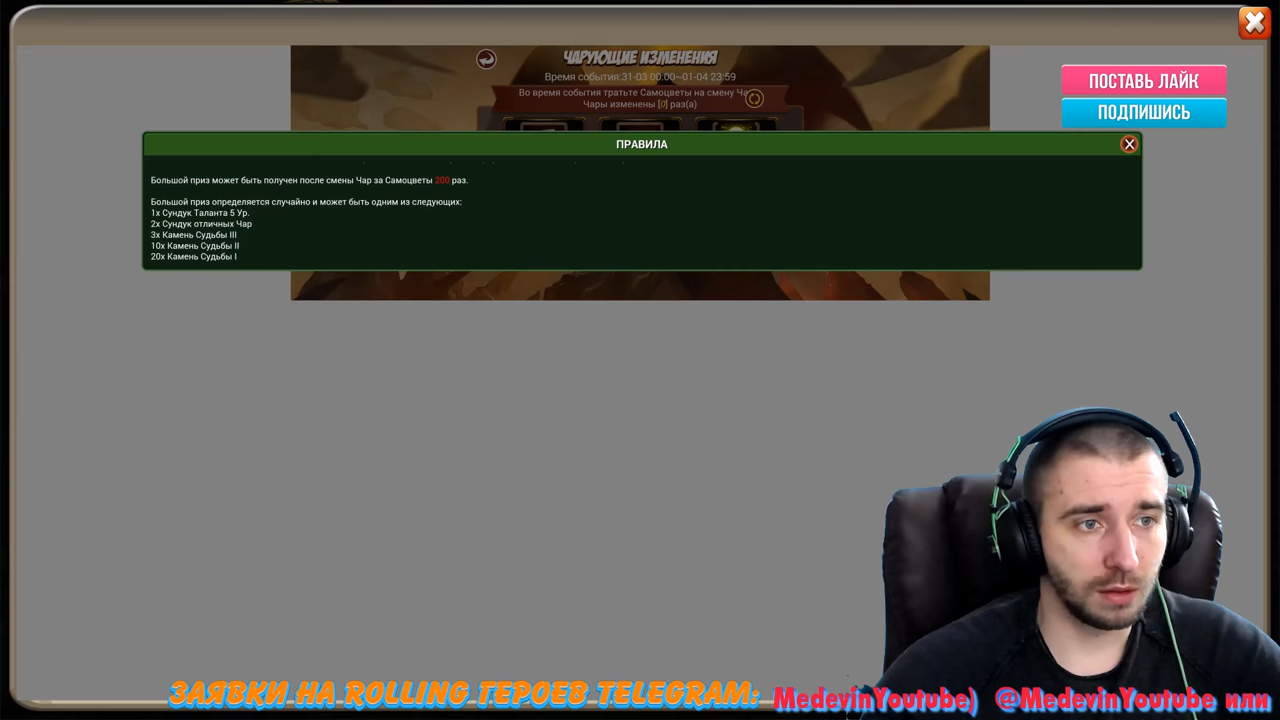 ЧАРУЮЩИЕ ИЗМЕНЕНИЯ
Время события:31-03 00:00~01-04 23:59
Во время события тратьте Самоцветы на смену
Чары изменены [0] раз(а)
ПОСТАВЬ ЛАЙК
ПОДПИШИСЬ
ПРАВИЛА
Большой приз может быть получен после смены Чар за Самоцветы 200 раз.
Большой приз определяется случайно и может быть одним из следующих:
1x Сундук Таланта 5 Ур.
2x Сундук отличных Чар
3x Камень Судьбы III
10x Камень Судьбы II
20x Камень Судьбы I
ЗАЯВКИ НА ROLLING ГЕРОЕВ TELEGRAM: MedevinYoutube) @MedevinYoutube или